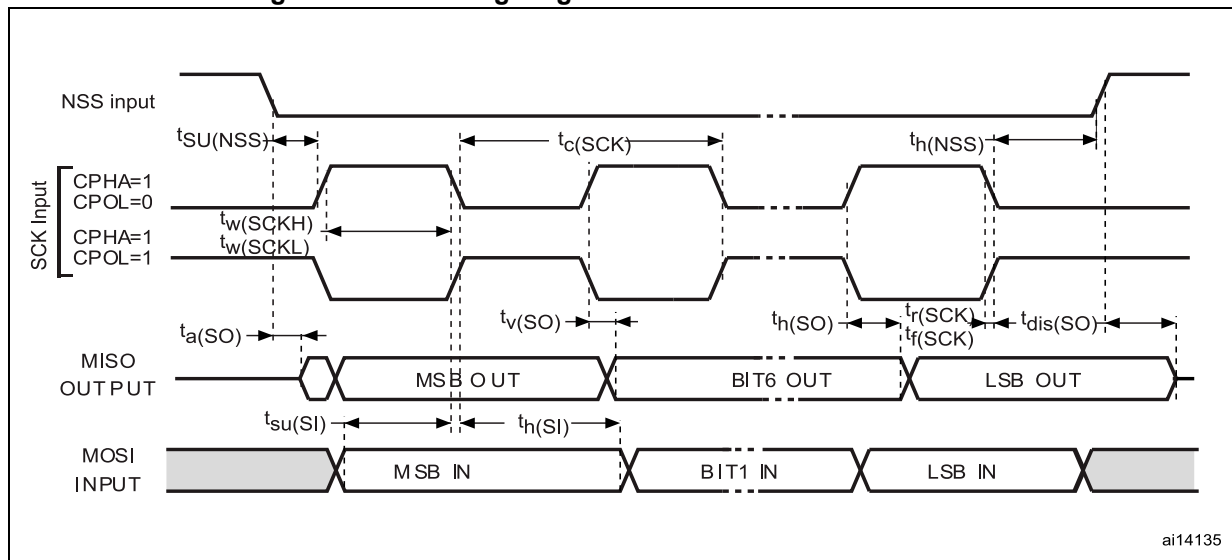 NSS input
tSU(NSS)
tc(SCK)
th(NSS)
SCK Input
CPHA=1
CPOL=0
tw(SCKH)
CPHA=1
tw(SCKL)
CPOL=1
ta(SO)
tv(SO)
th(SO)
tr(SCK)
tf(SCK)
tdis(SO)
MISO
OUTPUT
MSB OUT
BIT6 OUT
LSB OUT
tsu(SI)
th(SI)
MOSI
INPUT
MSB IN
BIT1 IN
LSB IN
ai14135